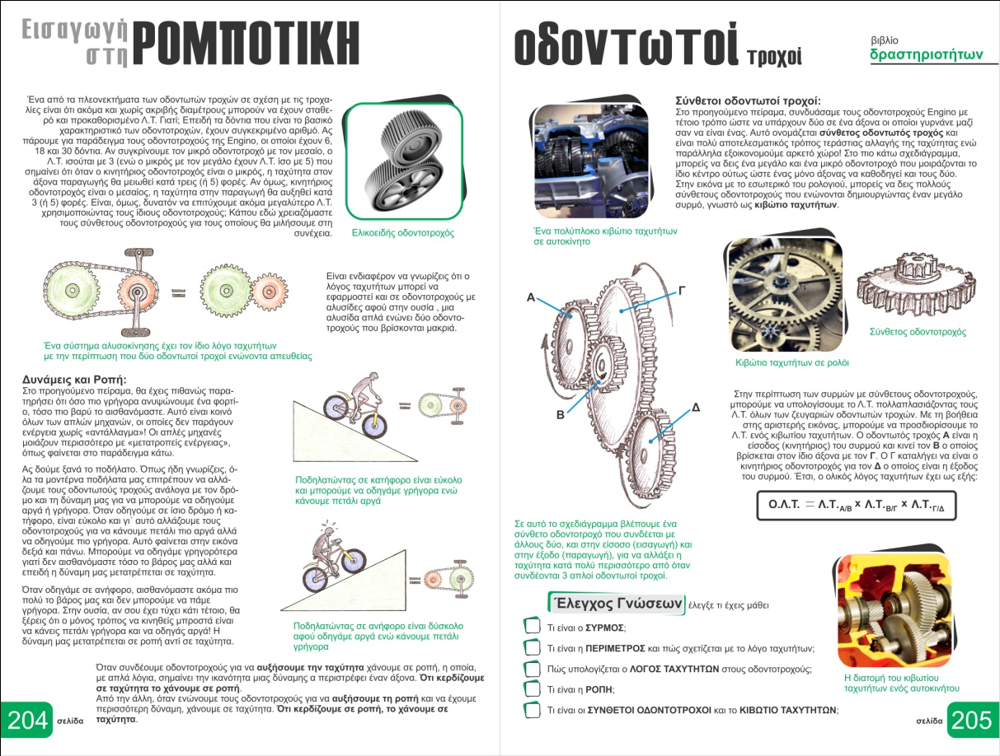 Εισαγωγή
στη ΡΟΜΠΟΤΙΚΗ
Ένα από τα πλεονεκτήματα των οδοντωτών τροχών σε σχέση με τις τροχα-
λίες είναι ότι ακόμα και χωρίς ακριβής διαμέτρους μπορούν να έχουν σταθε-
ρό και προκαθορισμένο Λ.Τ. Γιατί; Επειδή τα δόντια που είναι το βασικό
χαρακτηριστικό των οδοντοτροχών, έχουν συγκεκριμένο αριθμό. Ας
πάρουμε για παράδειγμα τους οδοντοτροχούς της Engino, οι οποίοι έχουν 6,
18 και 30 δόντια. Αν συγκρίνουμε τον μικρό οδοντοτροχό με τον μεσαίο, ο
Λ.Τ. ισούται με 3 (ενώ ο μικρός με τον μεγάλο έχουν Λ.Τ. ίσο με 5) που
σημαίνει ότι όταν ο κινητήριος οδοντοτροχός είναι ο μικρός, η ταχύτητα στον
άξονα παραγωγής θα μειωθεί κατά τρεις (ή 5) φορές. Αν όμως, κινητήριος
οδοντοτροχός είναι ο μεσαίος, η ταχύτητα στην παραγωγή θα αυξηθεί κατά
3 (ή 5) φορές. Είναι, όμως, δυνατόν να επιτύχουμε ακόμα μεγαλύτερο Λ.Τ.
χρησιμοποιώντας τους ίδιους οδοντοτροχούς; Κάπου εδώ χρειαζόμαστε
τους σύνθετους οδοντοτροχούς για τους οποίους θα μιλήσουμε στη
συνέχεια.
Ελικοειδής οδοντοτροχός
Είναι ενδιαφέρον να γνωρίζεις ότι ο
λόγος ταχυτήτων μπορεί να
εφαρμοστεί και σε οδοντοτροχούς με
αλυσίδες αφού στην ουσία , μια
αλυσίδα απλά ενώνει δύο οδοντο-
τροχούς που βρίσκονται μακριά.
Ένα σύστημα αλυσοκίνησης έχει τον ίδιο λόγο ταχυτήτων
με την περίπτωση που δύο οδοντωτοί τροχοί ενώνονται απευθείας
Δυνάμεις και Ροπή:
Στο προηγούμενο πείραμα, θα έχεις πιθανώς παρα-
τηρήσει ότι όσο πιο γρήγορα ανυψώνουμε ένα φορτί-
ο, τόσο πιο βαρύ το αισθανόμαστε. Αυτό είναι κοινό
όλων των απλών μηχανών, οι οποίες δεν παράγουν
ενέργεια χωρίς «αντάλλαγμα»! Οι απλές μηχανές
μοιάζουν περισσότερο με «μετατροπείς ενέργειας»,
όπως φαίνεται στο παράδειγμα κάτω.
Ας δούμε ξανά το ποδήλατο. Όπως ήδη γνωρίζεις, ό-
λα τα μοντέρνα ποδήλατα μας επιτρέπουν να αλλά-
ζουμε τους οδοντωτούς τροχούς ανάλογα με τον δρό-
μο και τη δύναμη μας για να μπορούμε να οδηγούμε
αργά ή γρήγορα. Όταν οδηγούμε σε ίσιο δρόμο ή κα-
τήφορο, είναι εύκολο και γι΄ αυτό αλλάζουμε τους
οδοντοτροχούς για να κάνουμε πετάλι πιο αργά αλλά
να οδηγούμε πιο γρήγορα. Αυτό φαίνεται στην εικόνα
δεξιά και πάνω. Μπορούμε να οδηγάμε γρηγορότερα
γιατί δεν αισθανόμαστε τόσο το βάρος μας αλλά και
επειδή η δύναμη μας μετατρέπεται σε ταχύτητα.
Όταν οδηγάμε σε ανήφορο, αισθανόμαστε ακόμα πιο
πολύ το βάρος μας και δεν μπορούμε να πάμε
γρήγορα. Στην ουσία, αν σου έχει τύχει κάτι τέτοιο, θα
ξέρεις ότι ο μόνος τρόπος να κινηθείς μπροστά είναι
να κάνεις πετάλι γρήγορα και να οδηγάς αργά! Η
δύναμη μας μετατρέπεται σε ροπή αντί σε ταχύτητα.
Ποδηλατώντας σε κατήφορο είναι εύκολο
και μπορούμε να οδηγάμε γρήγορα ενώ
κάνουμε πετάλι αργά
Ποδηλατώντας σε ανήφορο είναι δύσκολο
αφού οδηγάμε αργά ενώ κάνουμε πετάλι
γρήγορα
Όταν συνδέουμε οδοντοτροχούς για να αυξήσουμε την ταχύτητα χάνουμε σε ροπή, η οποία,
με απλά λόγια, σημαίνει την ικανότητα μιας δύναμης α περιστρέφει έναν άξονα. Ότι κερδίζουμε
σε ταχύτητα το χάνουμε σε ροπή.
Από την άλλη, όταν ενώνουμε τους οδοντοτροχούς για να αυξήσουμε τη ροπή και να έχουμε
περισσότερη δύναμη, χάνουμε σε ταχύτητα. Ότι κερδίζουμε σε ροπή, το χάνουμε σε
ταχύτητα.
204 σελίδα
οδοντωτοί τροχοί
βιβλίο
δραστηριοτήτων
Σύνθετοι οδοντωτοί τροχοί:
Στο προηγούμενο πείραμα, συνδυάσαμε τους οδοντοτροχούς Engino με
τέτοιο τρόπο ώστε να υπάρχουν δύο σε ένα άξονα οι οποίοι γυρνάνε μαζί
σαν να είναι ένας. Αυτό ονομάζεται σύνθετος οδοντωτός τροχός και
είναι πολύ αποτελεσματικός τρόπος τεράστιας αλλαγής της ταχύτητας ενώ
παράλληλα εξοικονομούμε αρκετό χώρο! Στο πιο κάτω σχεδιάγραμμα,
μπορείς να δεις ένα μεγάλο και ένα μικρό οδοντοτροχό που μοιράζονται το
ίδιο κέντρο ούτως ώστε ένας μόνο άξονας να καθοδηγεί και τους δύο.
Στην εικόνα με το εσωτερικό του ρολογιού, μπορείς να δεις πολλούς
σύνθετους οδοντοτροχούς που ενώνονται δημιουργώντας έναν μεγάλο
συρμό, γνωστό ως κιβώτιο ταχυτήτων.
Ένα πολύπλοκο κιβώτιο ταχυτήτων
σε αυτοκίνητο
Α
Γ
Β
Δ
Κιβώτιο ταχυτήτων σε ρολόι
Σύνθετος οδοντοτροχός
Στην περίπτωση των συρμών με σύνθετους οδοντοτροχούς,
μπορούμε να υπολογίσουμε το Λ.Τ. πολλαπλασιάζοντας τους
Λ.Τ. όλων των ζευγαριών οδοντωτών τροχών. Με τη βοήθεια
στης αριστερής εικόνας, μπορούμε να προσδιορίσουμε το
Λ.Τ. ενός κιβωτίου ταχυτήτων. Ο οδοντωτός τροχός Α είναι η
είσοδος (κινητήριος) του συρμού και κινεί τον Β ο οποίος
βρίσκεται στον ίδιο άξονα με τον Γ. Ο Γ καταλήγει να είναι ο
κινητήριος οδοντοτροχός για τον Δ ο οποίος είναι η έξοδος
του συρμού. Έτσι, ο ολικός λόγος ταχυτήτων έχει ως εξής:
Ο.Λ.Τ. = Λ.Τ.Α/Β x Λ.Τ.Β/Γ x Λ.Τ.Γ/Δ
Σε αυτό το σχεδιάγραμμα βλέπουμε ένα
σύνθετο οδοντοτροχό που συνδέεται με
άλλους δύο, και στην είσοσο (εισαγωγή) και
στην έξοδο (παραγωγή), για να αλλάξει η
ταχύτητα κατά πολύ περισσότερο από όταν
συνδέονται 3 απλοί οδοντωτοί τροχοί.
Έλεγχος Γνώσεων έλεγξε τι έχεις μάθει
Τι είναι ο ΣΥΡΜΟΣ;
Τι είναι η ΠΕΡΙΜΕΤΡΟΣ και πώς σχετίζεται με το λόγο ταχυτήτων;
Πώς υπολογίζεται ο ΛΟΓΟΣ ΤΑΧΥΤΗΤΩΝ στους οδοντοτροχούς;
Τι είναι η ΡΟΠΗ;
Τι είναι οι ΣΥΝΘΕΤΟΙ ΟΔΟΝΤΟΤΡΟΧΟΙ και το ΚΙΒΩΤΙΟ ΤΑΧΥΤΗΤΩΝ;
Η διατομή του κιβωτίου
ταχυτήτων ενός αυτοκινήτου
σελίδα 205